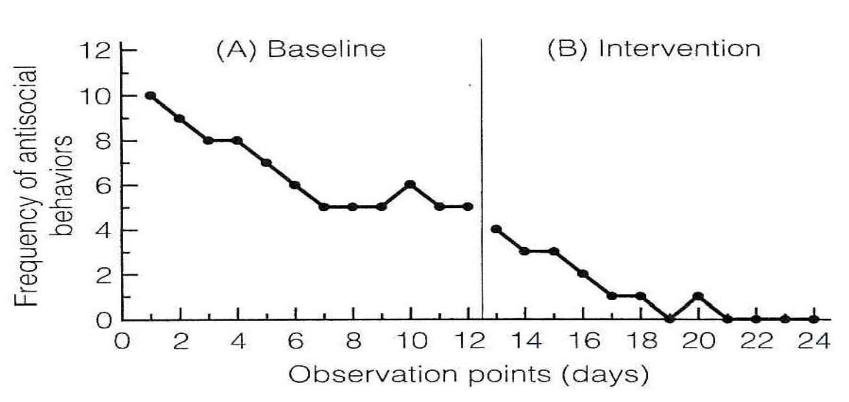 (A) Baseline
(B) Intervention
Frequency of antisocial
behaviors
12
10
8
6
4
2
0
0 2 4 6 8 10 12 14 16 18 20 22 24
Observation points (days)